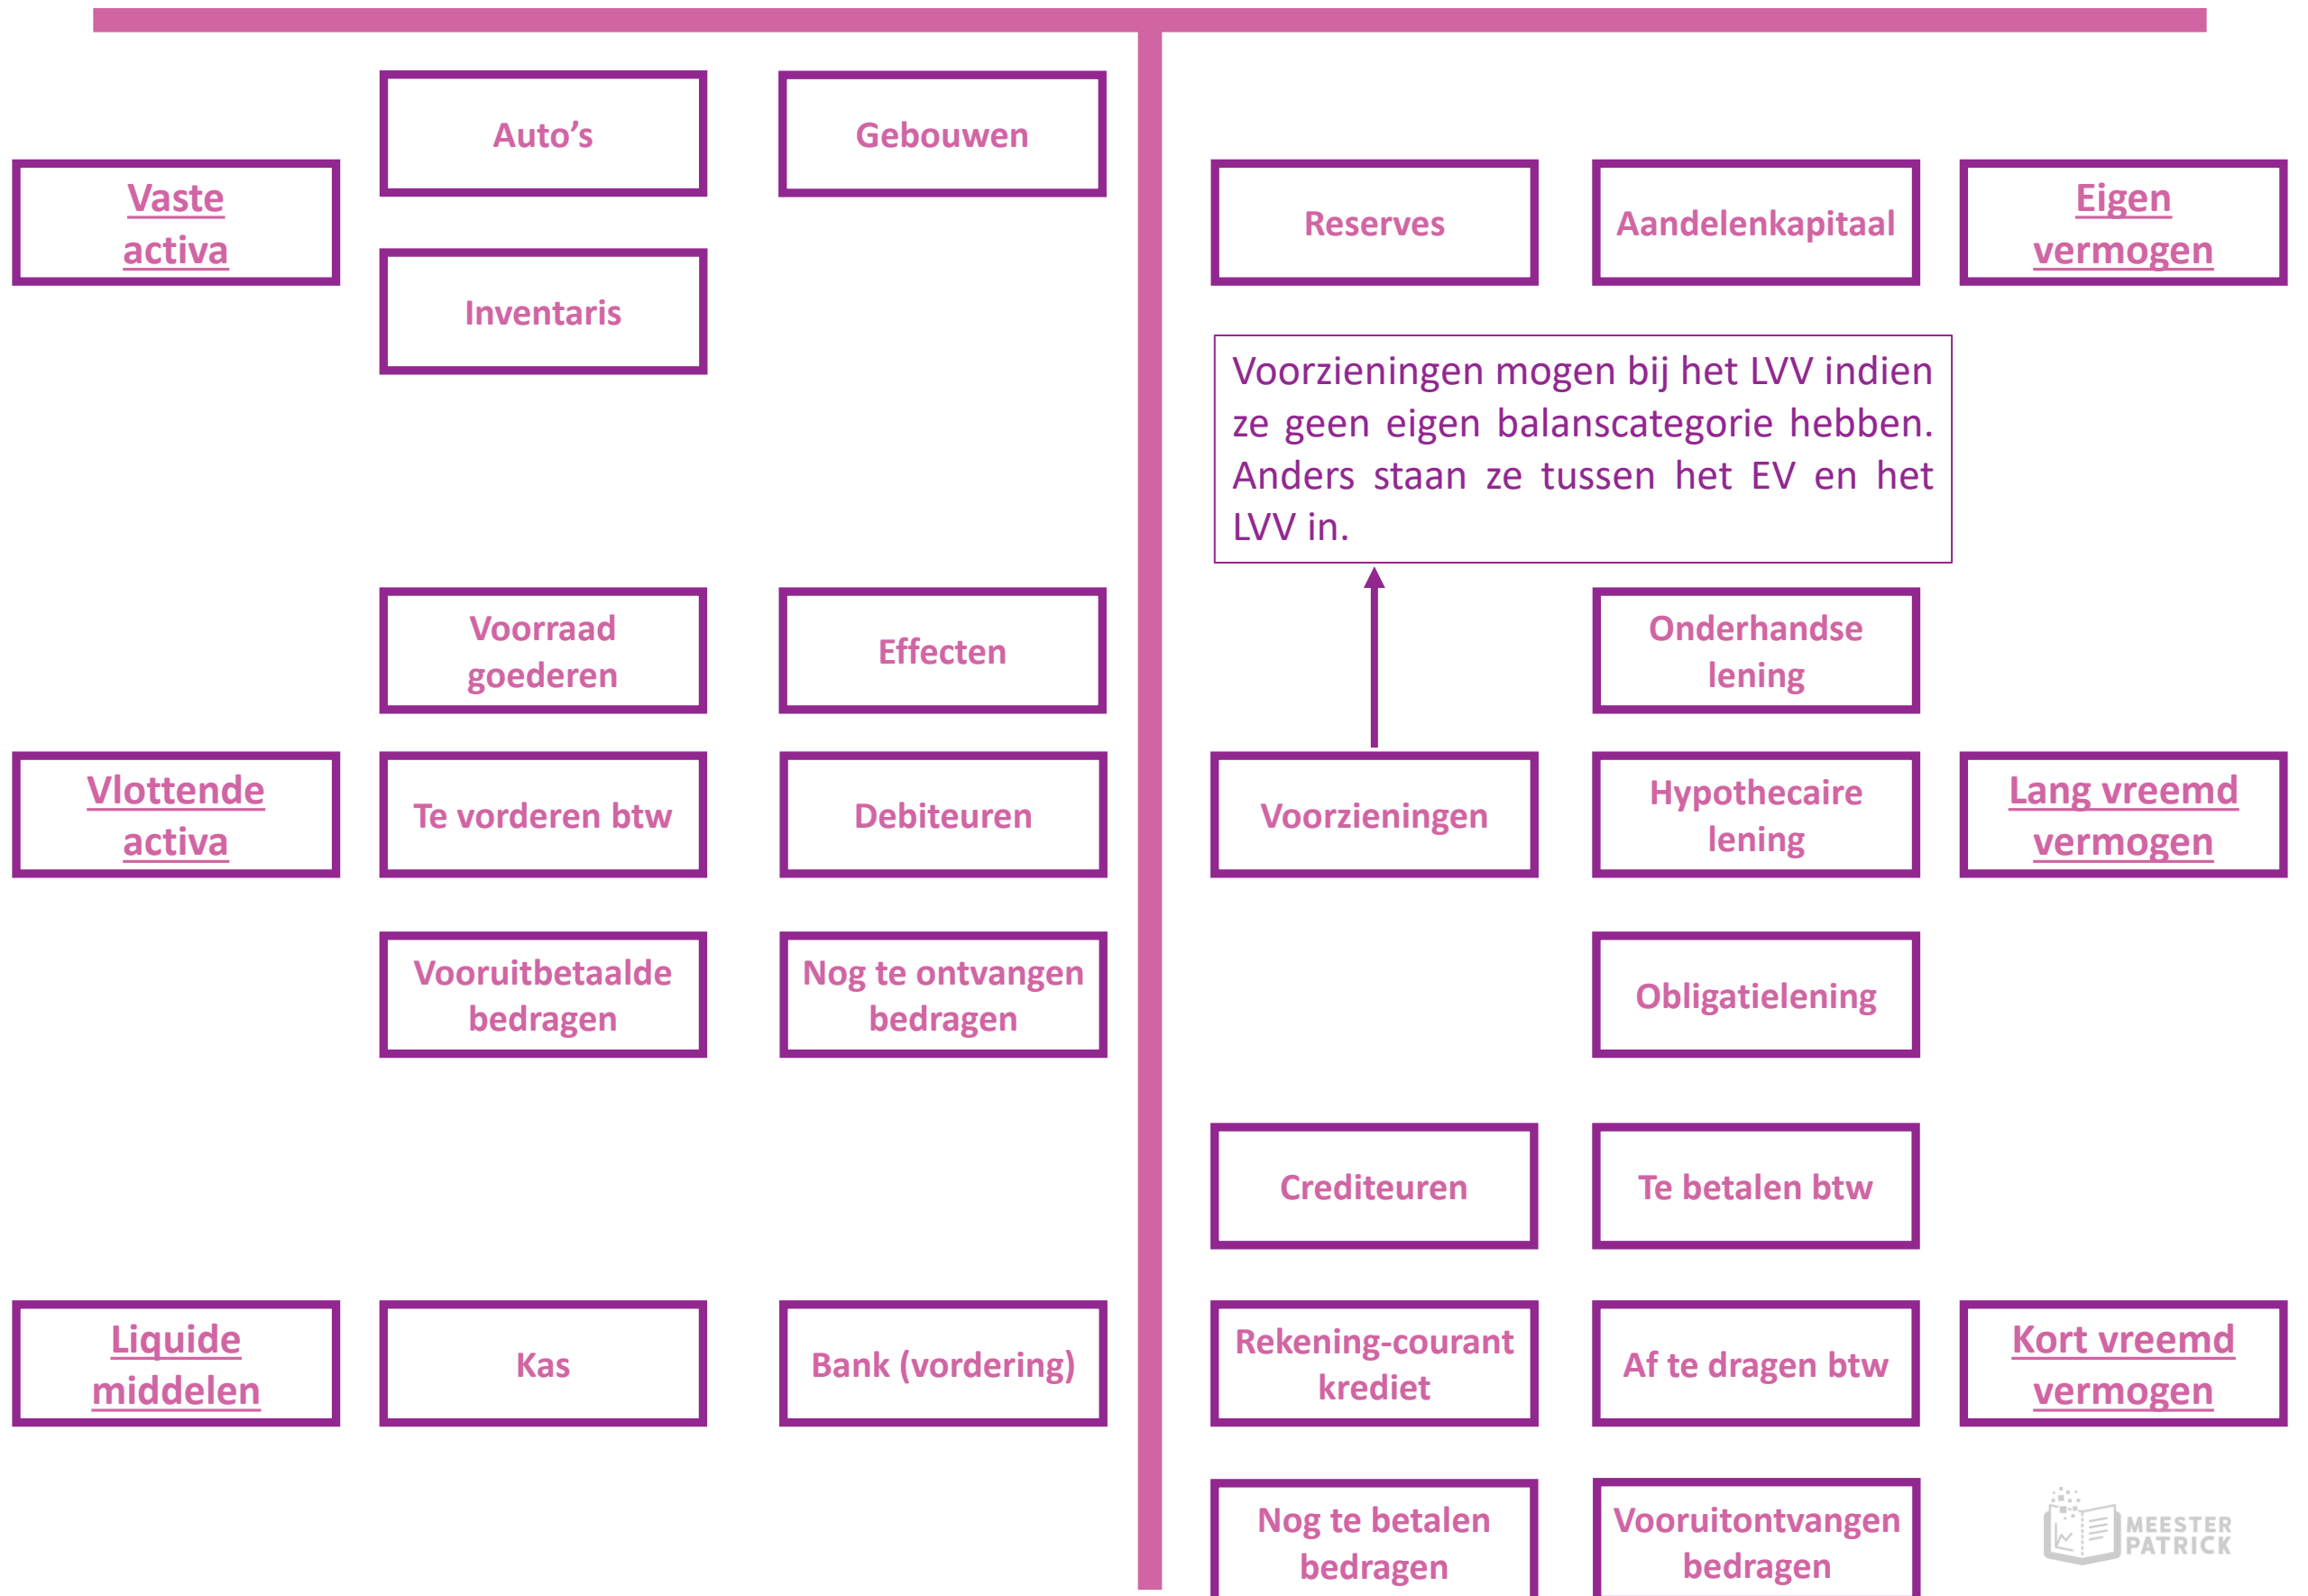 Auto’s
Gebouwen
Vaste
activa
Inventaris
Reserves
Aandelenkapitaal
Eigen
vermogen
Voorzieningen mogen bij het LVV indien
ze geen eigen balanscategorie hebben.
Anders staan ze tussen het EV en het
LVV in.
Voorraad
goederen
Effecten
Onderhandse
lening
Vlottende
activa
Te vorderen btw
Debiteuren
Voorzieningen
Hypothecaire
lening
Lang vreemd
vermogen
Vooruitbetaalde
bedragen
Nog te ontvangen
bedragen
Obligatielening
Crediteuren
Te betalen btw
Liquide
middelen
Kas
Bank (vordering)
Rekening-courant
krediet
Af te dragen btw
Kort vreemd
vermogen
Nog te betalen
bedragen
Vooruitontvangen
bedragen
MEESTER
PATRICK